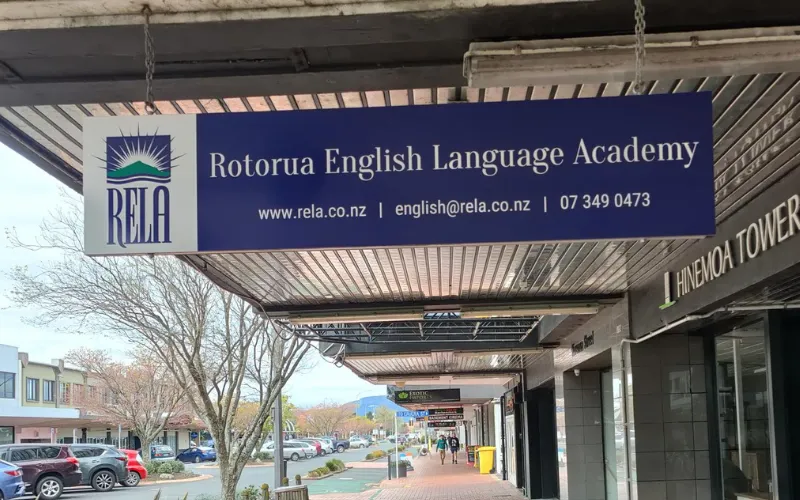 RELA
Rotorua English Language Academy
www.rela.co.nz | english@rela.co.nz | 07 349 0473
HINEMOA TOWER